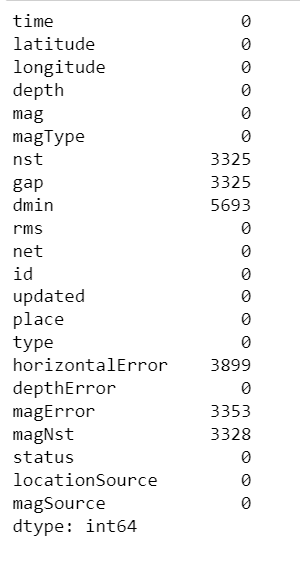 time 0
latitude 0
longitude 0
depth 0
mag 0
magType 0
nst 3325
gap 3325
dmin 5693
rms 0
net 0
id 0
updated 0
place 0
type 0
horizontalError 3899
depthError 0
magError 3353
magNst 3328
status 0
locationSource 0
magSource 0
dtype: int64